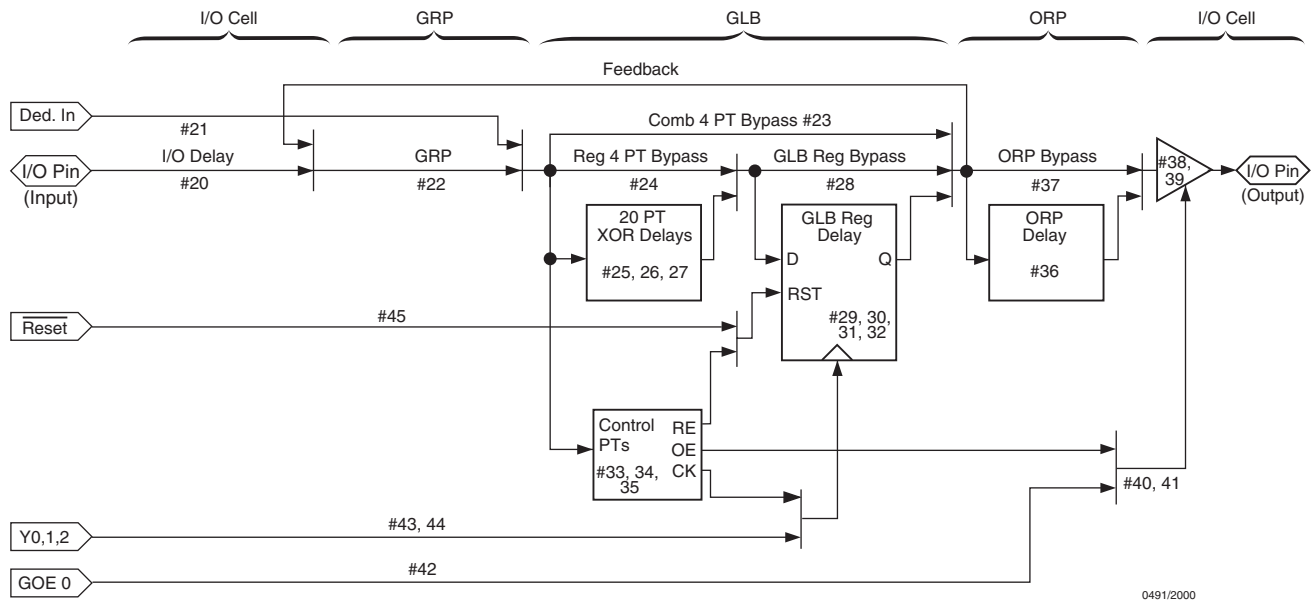 I/O Cell
GRP
GLB
ORP
I/O Cell
Feedback
Ded. In
#21
Comb 4 PT Bypass #23
I/O Pin
(Input)
I/O Delay
#20
GRP
#22
Reg 4 PT Bypass
#24
GLB Reg Bypass
#28
ORP Bypass
#37
#38,
39
I/O Pin
(Output)
20 PT
XOR Delays
#25, 26, 27
GLB Reg
Delay
D
Q
RST
#29, 30,
31, 32
ORP
Delay
#36
Reset
#45
Control
PTs
RE
OE
CK
#33, 34,
35
#40, 41
Y0,1,2
#43, 44
GOE 0
#42
0491/2000